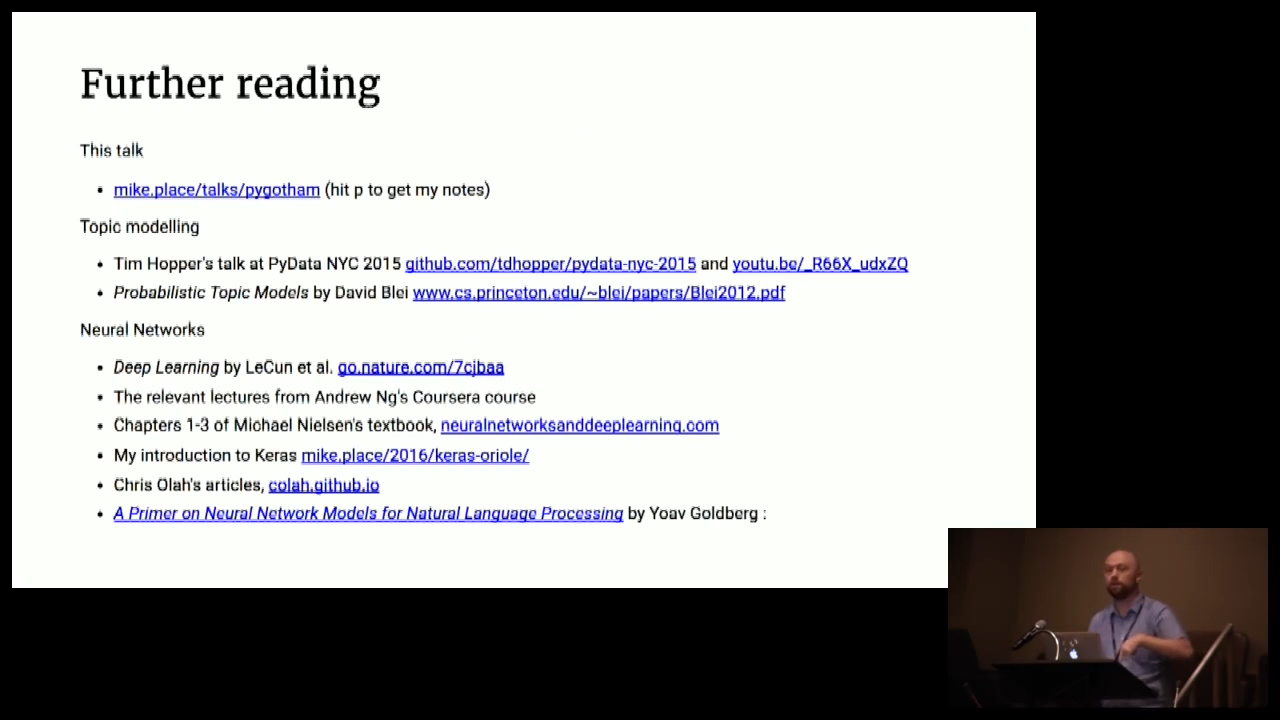 Further reading
This talk
• mike.place/talks/pygotham (hit p to get my notes)
Topic modelling
• Tim Hopper's talk at PyData NYC 2015 github.com/tdhopper/pydata-nyc-2015 and youtu.be/_R66X_udxZQ
• Probabilistic Topic Models by David Blei www.cs.princeton.edu/~blei/papers/Blei2012.pdf
Neural Networks
• Deep Learning by LeCun et al. go.nature.com/7cjbaa
• The relevant lectures from Andrew Ng's Coursera course
• Chapters 1-3 of Michael Nielsen's textbook, neuralnetworksanddeeplearning.com
• My introduction to Keras mike.place/2016/keras-oriole/
• Chris Olah's articles, colah.github.io
• A Primer on Neural Network Models for Natural Language Processing by Yoav Goldberg :